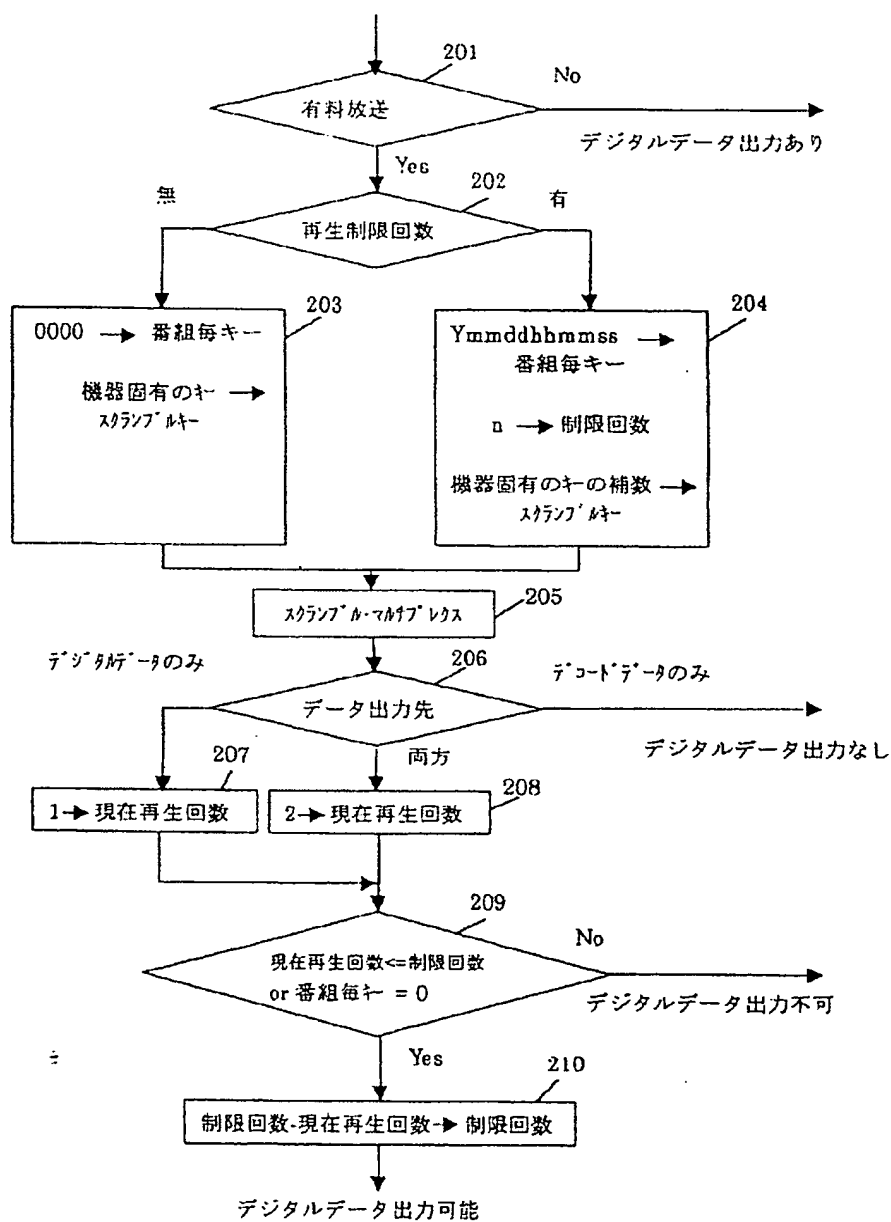 201
No
有料放送
デジタルデータ出力あり
Yes
202
無
有
再生制限回数
203
0000 → 番組毎キー
機器固有のキー →
スクランブルキー
204
Ymmddhhmmss →
番組毎キー
n → 制限回数
機器固有のキーの補数 →
スクランブルキー
スクランブル・マルチプレクス
205
デジタルデータのみ
206
デコードデータのみ
データ出力先
両方
デジタルデータ出力なし
207
1→現在再生回数
208
2→現在再生回数
209
No
現在再生回数<=制限回数
or 番組毎キー = 0
デジタルデータ出力不可
Yes
210
制限回数-現在再生回数→ 制限回数
デジタルデータ出力可能